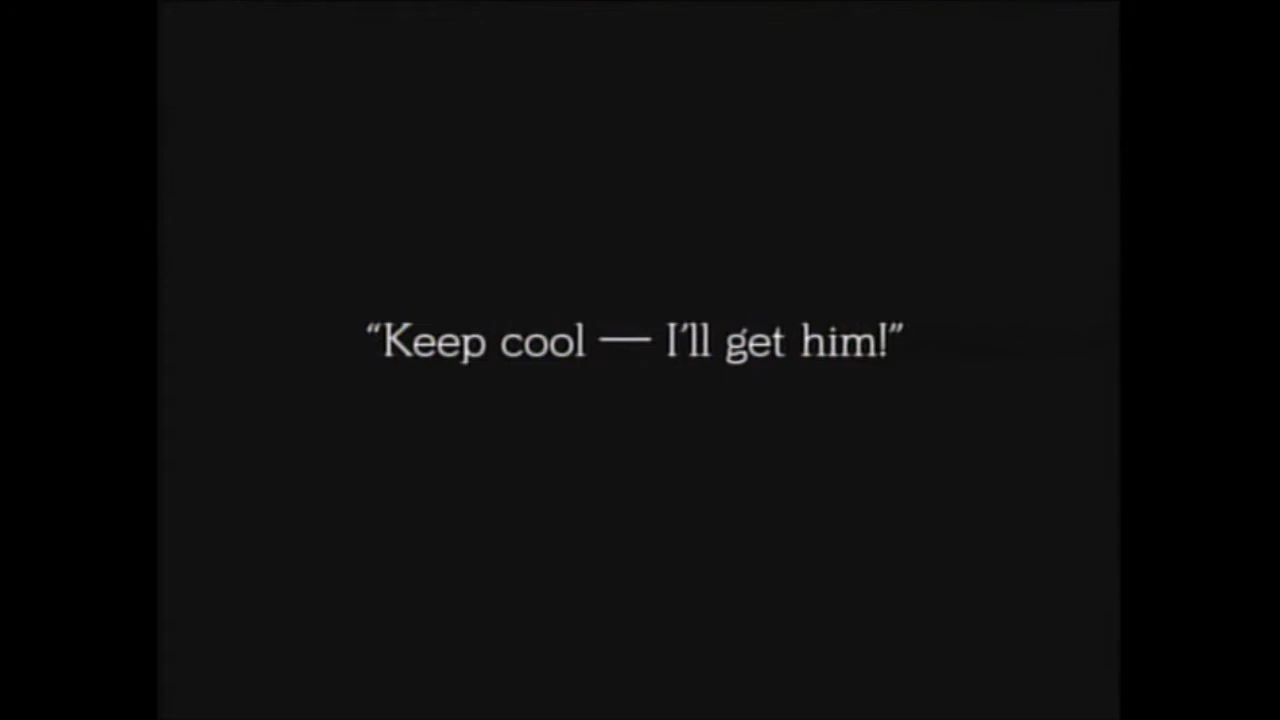 “Keep cool — I'll get him!”